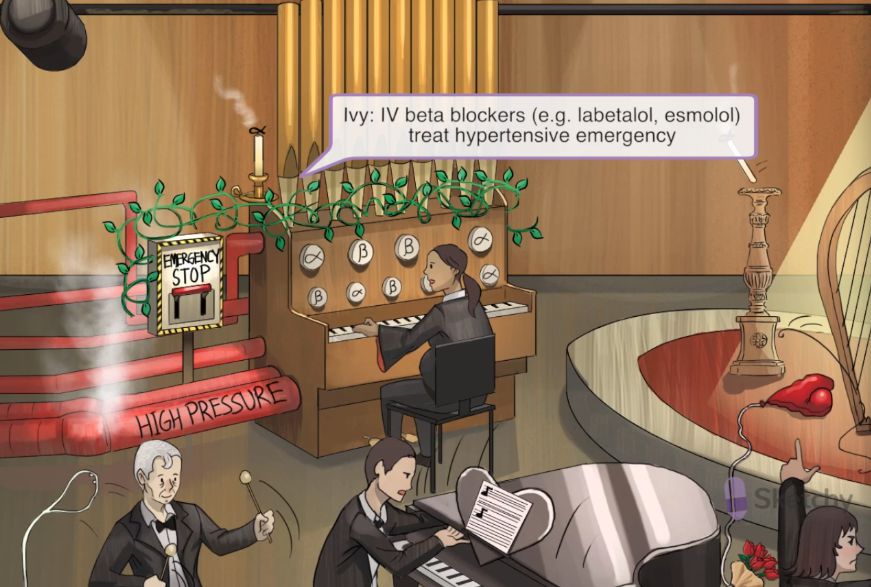 Ivy: IV beta blockers (e.g. labetalol, esmolol)
treat hypertensive emergency
α
EMERGENCY
STOP
α β β α
β α β α
HIGH PRESSURE
Sketchy